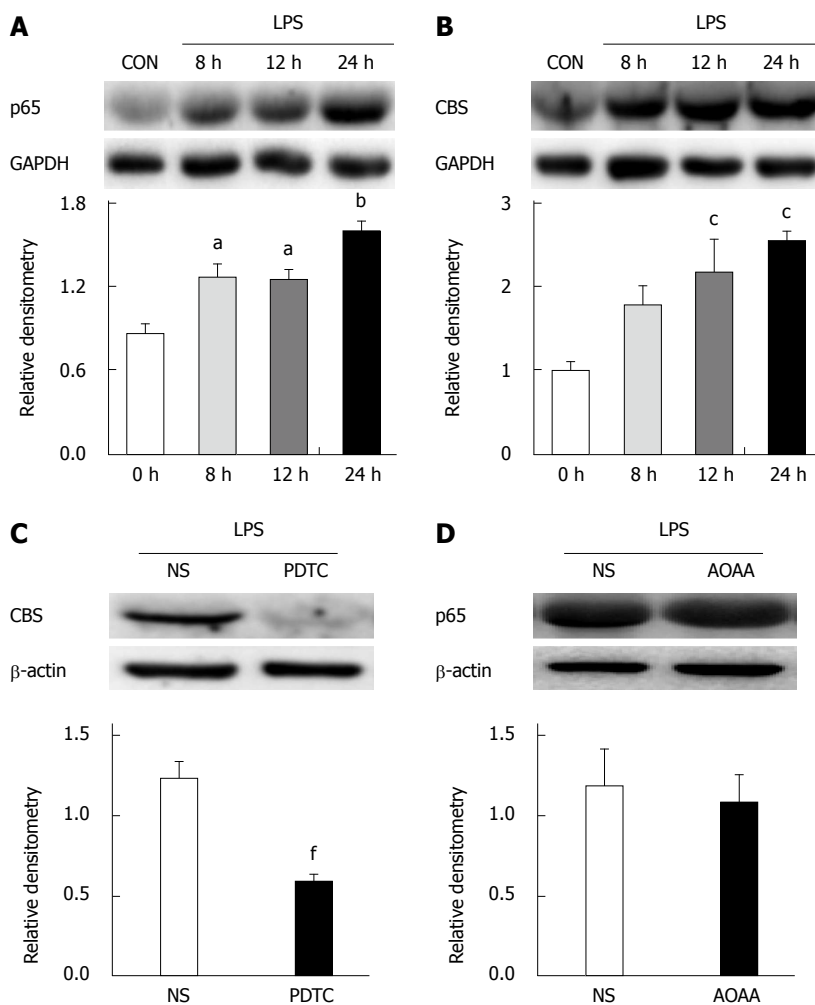 A
LPS
CON 8 h 12 h 24 h
p65
GAPDH
1.8
1.2
0.6
0.0
Relative densitometry
a a b
0 h 8 h 12 h 24 h
B
LPS
CON 8 h 12 h 24 h
CBS
GAPDH
3
2
1
0
Relative densitometry
c c
0 h 8 h 12 h 24 h
C
LPS
NS PDTC
CBS
β-actin
1.5
1.0
0.5
0.0
Relative densitometry
f
NS PDTC
D
LPS
NS AOAA
p65
β-actin
1.5
1.0
0.5
0.0
Relative densitometry
NS AOAA